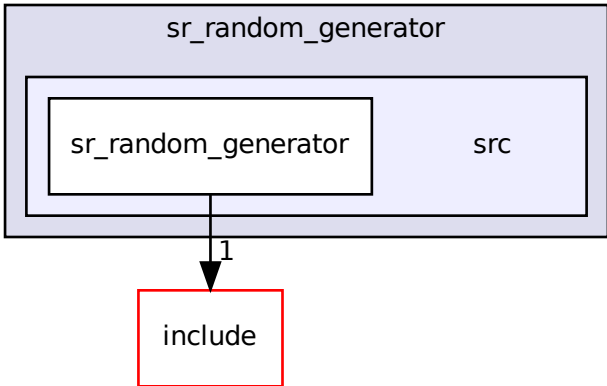 sr_random_generator
sr_random_generator
src
1
include